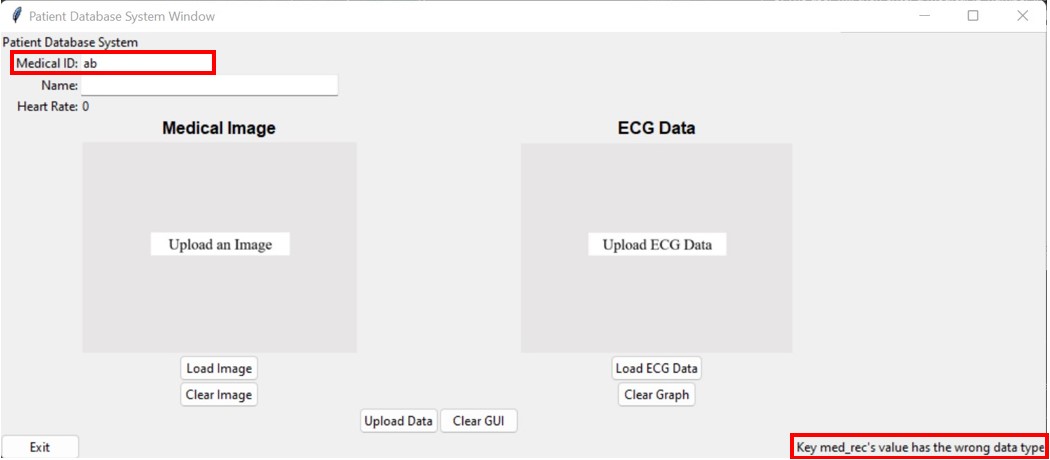 Patient Database System Window
Patient Database System
Medical ID: ab
Name:
Heart Rate: 0
Medical Image
ECG Data
Upload an Image
Upload ECG Data
Load Image
Load ECG Data
Clear Image
Clear Graph
Upload Data
Clear GUI
Exit
Key med_rec's value has the wrong data type